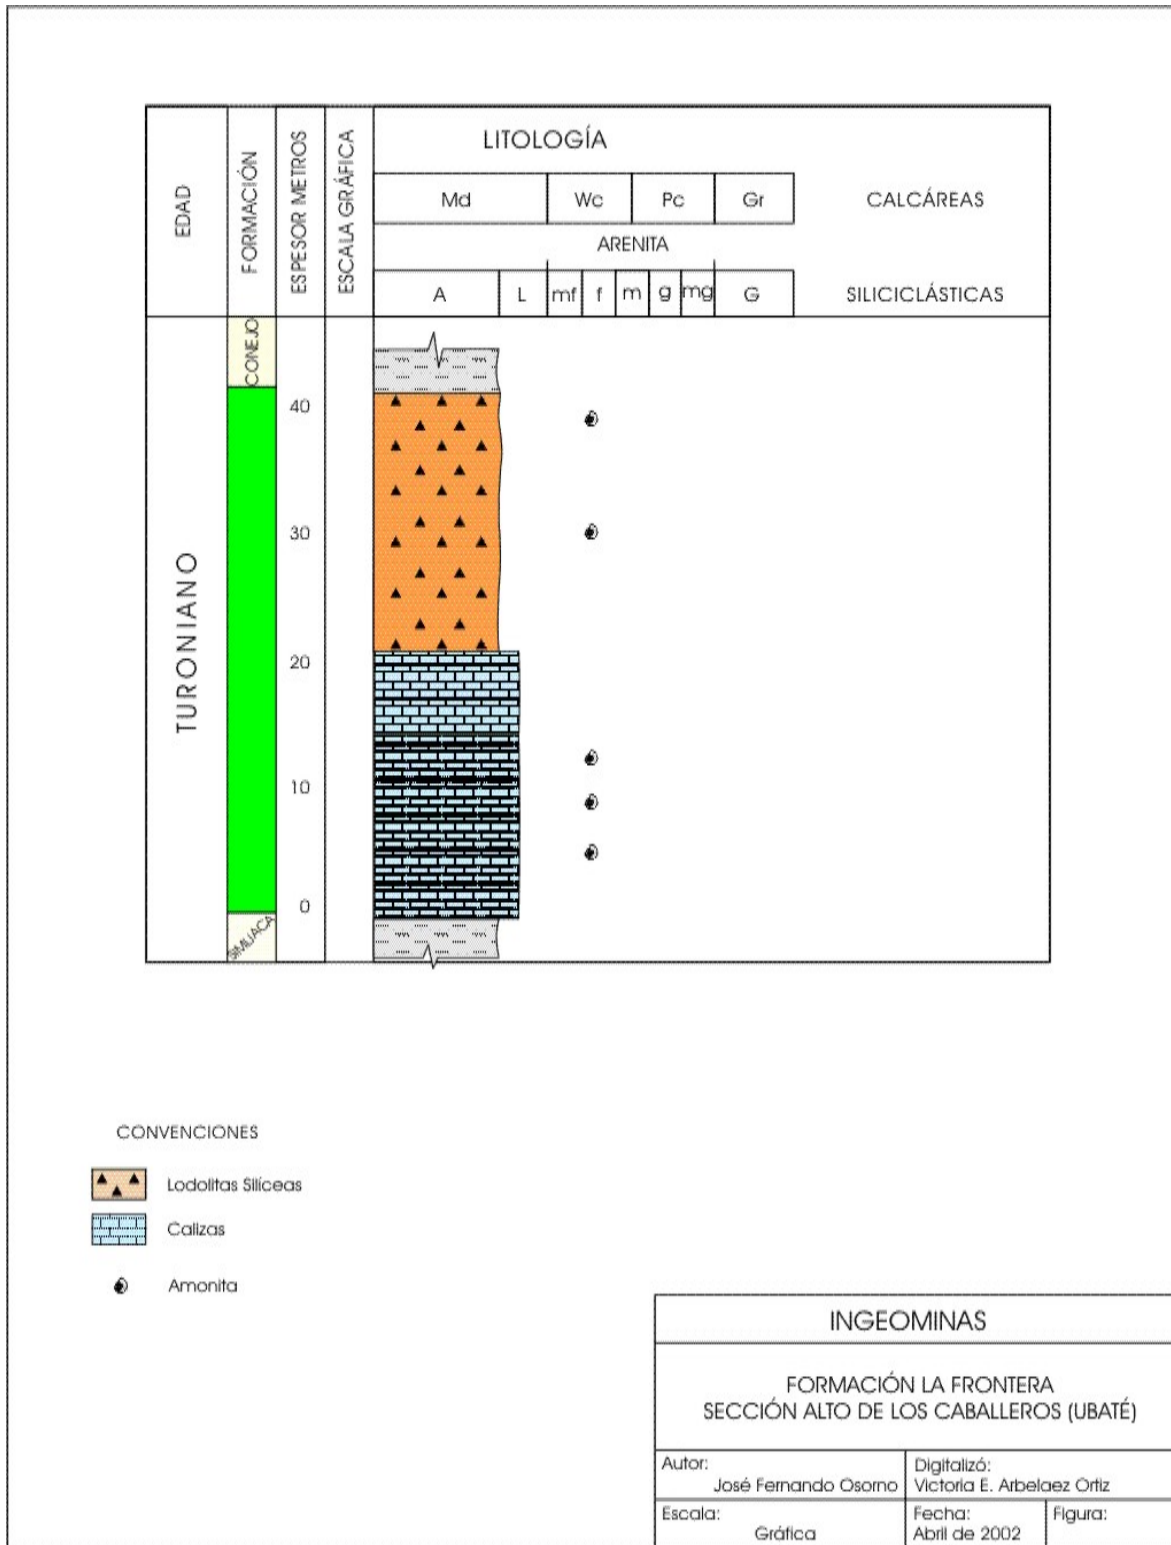 EDAD
FORMACIÓN
ESPESOR METROS
ESCALA GRÁFICA
LITOLOGÍA
Md
Wc
Pc
Gr
CALCÁREAS
ARENITA
A
L
mf
f
m
g
mg
G
SILICICLÁSTICAS
CONEJO
TURONIANO
40
30
20
10
0
SIMIJACA
CONVENCIONES
Lodolitas Silíceas
Calizas
Amonita
INGEOMINAS
FORMACIÓN LA FRONTERA
SECCIÓN ALTO DE LOS CABALLEROS (UBATÉ)
Autor:
José Fernando Osorno
Digitalizó:
Victoria E. Arbelaez Ortiz
Escala:
Gráfica
Fecha:
Abril de 2002
Figura: